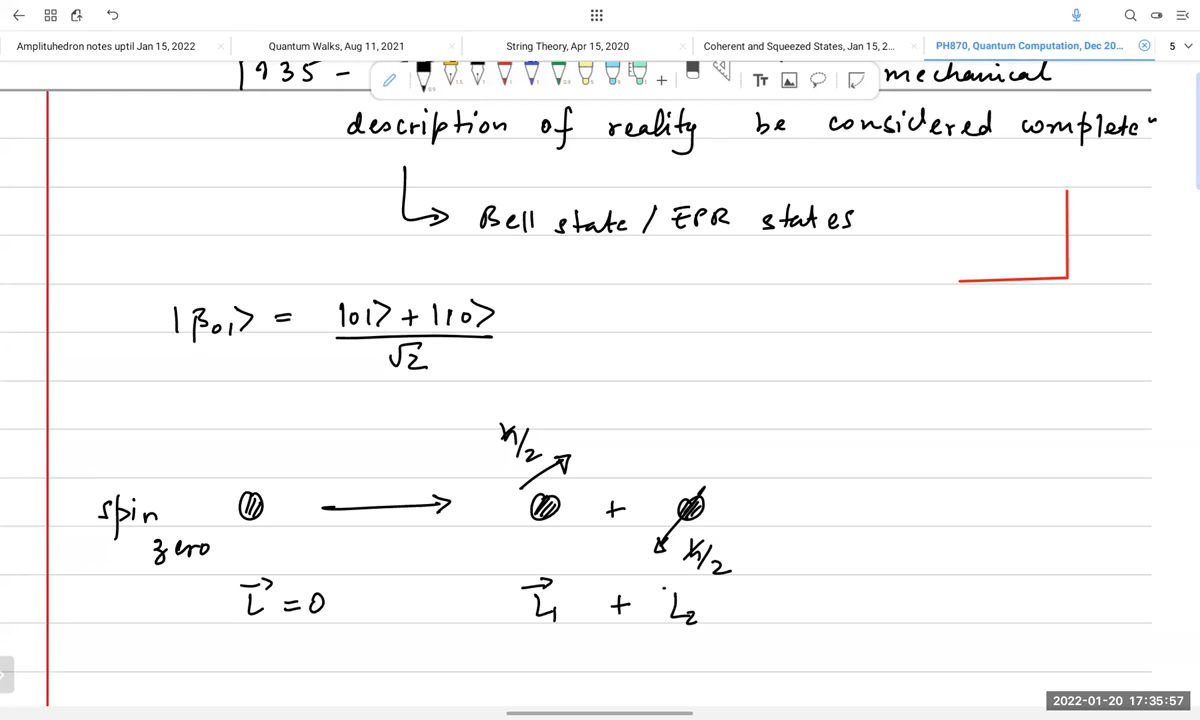 Amplituhedron notes uptil Jan 15, 2022 × Quantum Walks, Aug 11, 2021 × String Theory, Apr 15, 2020 × Coherent and Squeezed States, Jan 15, 2... × PH870, Quantum Computation, Dec 20... 5
1935 - mechanical
description of reality be considered complete"
↳ Bell state / EPR states
|β₀₁⟩ = |01⟩ + |10⟩
√2
ħ/2
spin → +
zero ħ/2
L⃗ = 0 L⃗₁ + L₂
2022-01-20 17:35:57